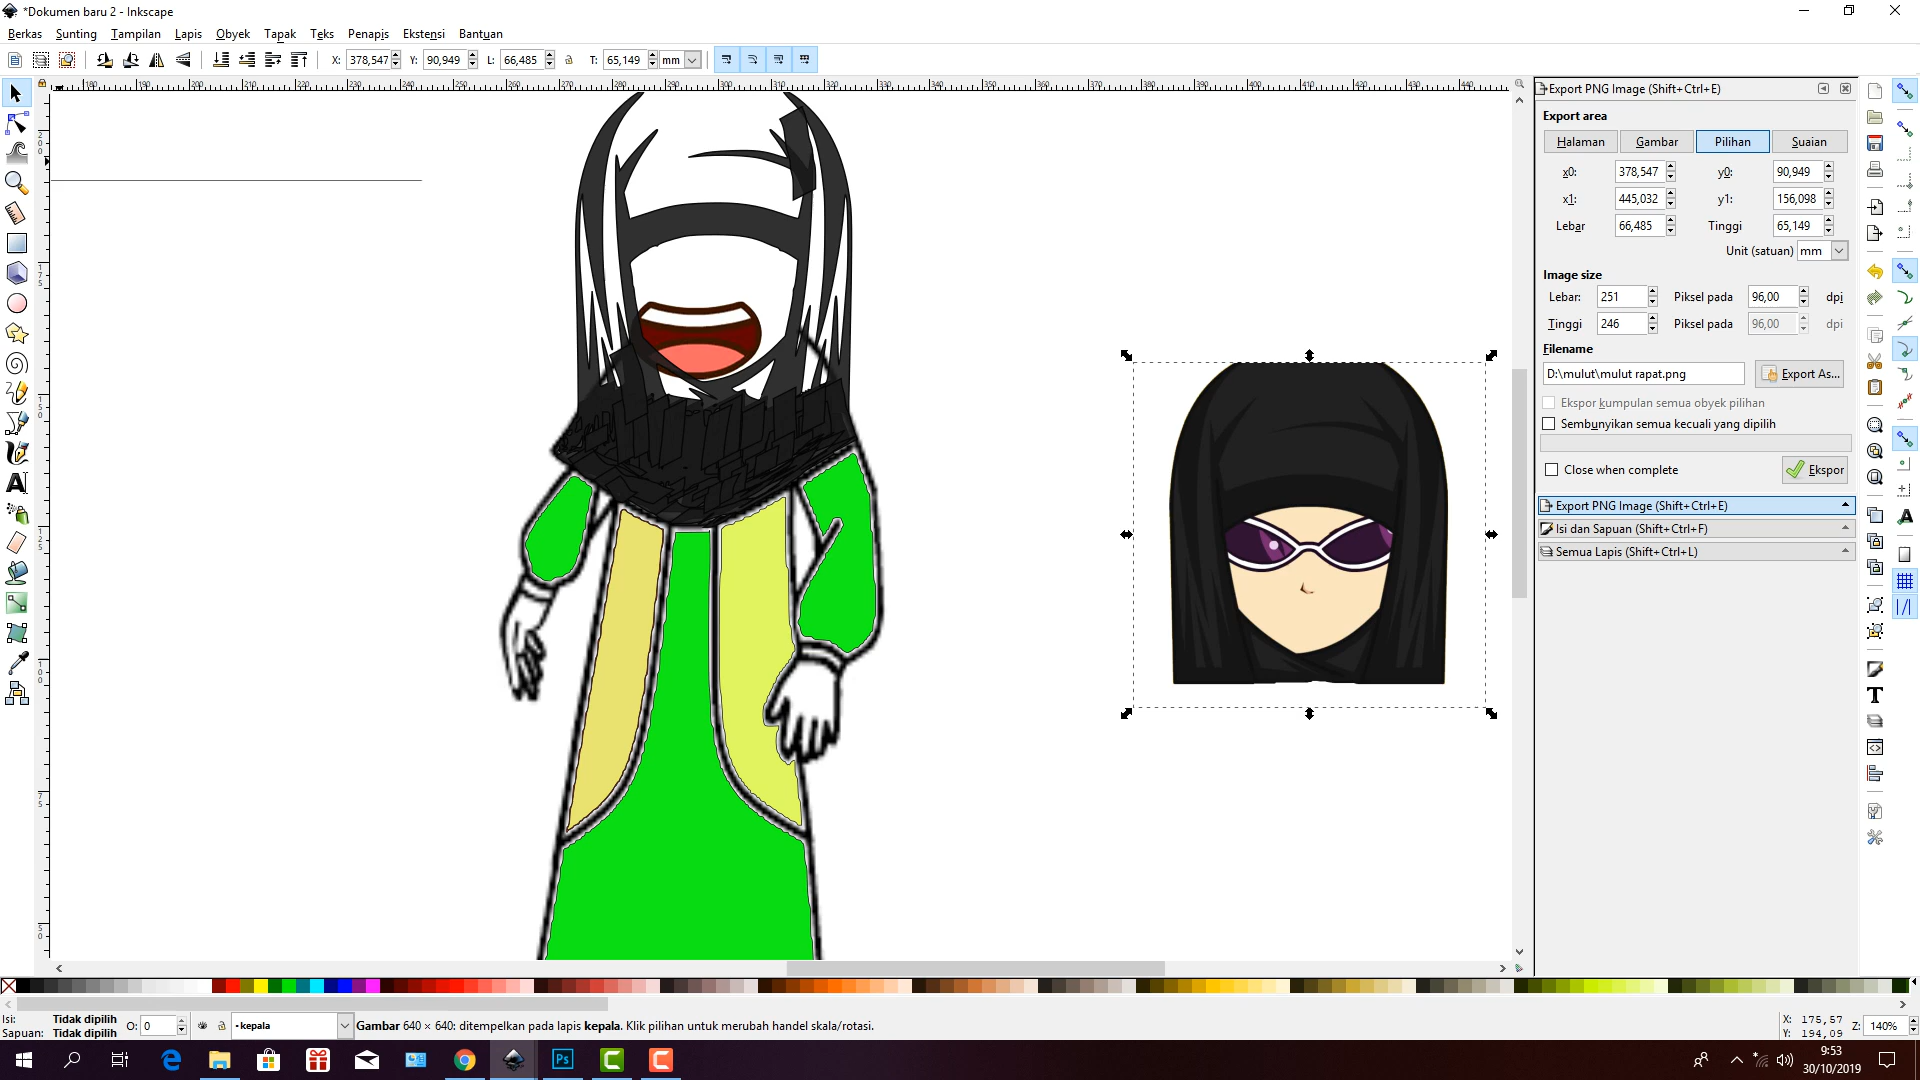 *Dokumen baru 2 - Inkscape
Berkas Sunting Tampilan Lapis Obyek Tapak Teks Penapis Ekstensi Bantuan
X: 378,547 Y: 90,949 L: 66,485 T: 65,149 mm
Export PNG Image (Shift+Ctrl+E)
Export area
Halaman Gambar Pilihan Suaian
x0: 378,547 y0: 90,949
x1: 445,032 y1: 156,098
Lebar 66,485 Tinggi 65,149
Unit (satuan) mm
Image size
Lebar: 251 Piksel pada 96,00 dpi
Tinggi 246 Piksel pada 96,00 dpi
Filename
D:\mulut\mulut rapat.png Export As...
Ekspor kumpulan semua obyek pilihan
Sembunyikan semua kecuali yang dipilih
Close when complete Ekspor
Export PNG Image (Shift+Ctrl+E)
Isi dan Sapuan (Shift+Ctrl+F)
Semua Lapis (Shift+Ctrl+L)
Isi: Tidak dipilih
Sapuan: Tidak dipilih
O: 0
•kepala
Gambar 640 × 640: ditempelkan pada lapis kepala. Klik pilihan untuk merubah handel skala/rotasi.
X: 175,57
Y: 194,09
Z: 140%
Ps
9:53
30/10/2019